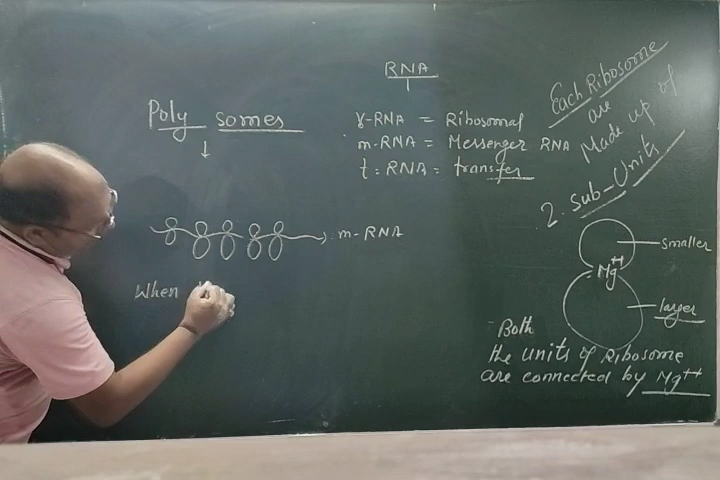 RNA
Poly somes
r-RNA = Ribosomal
m-RNA = Messenger RNA
t: RNA = transfer
m-RNA
When
Each Ribosome
are
Made up of
2. Sub-Units
smaller
Mg++
larger
-Both
the units of Ribosome
are connected by Mg++